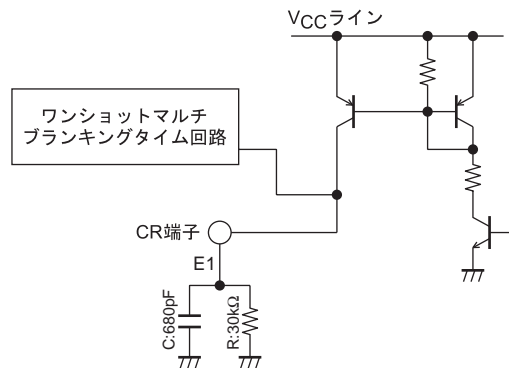 VCCライン
ワンショットマルチ
ブランキングタイム回路
CR端子
E1
C:680pF
R:30kΩ